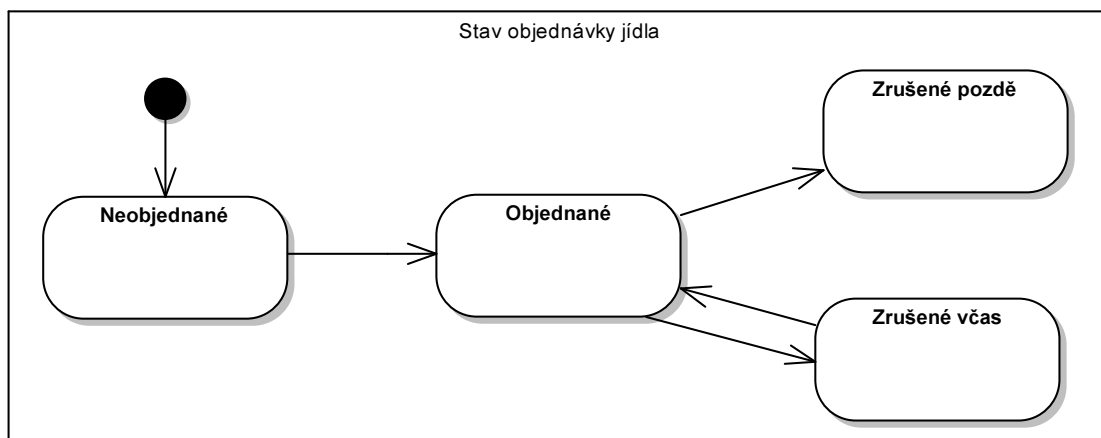 Stav objednávky jídla
Zrušené pozdě
Neobjednané
Objednané
Zrušené včas